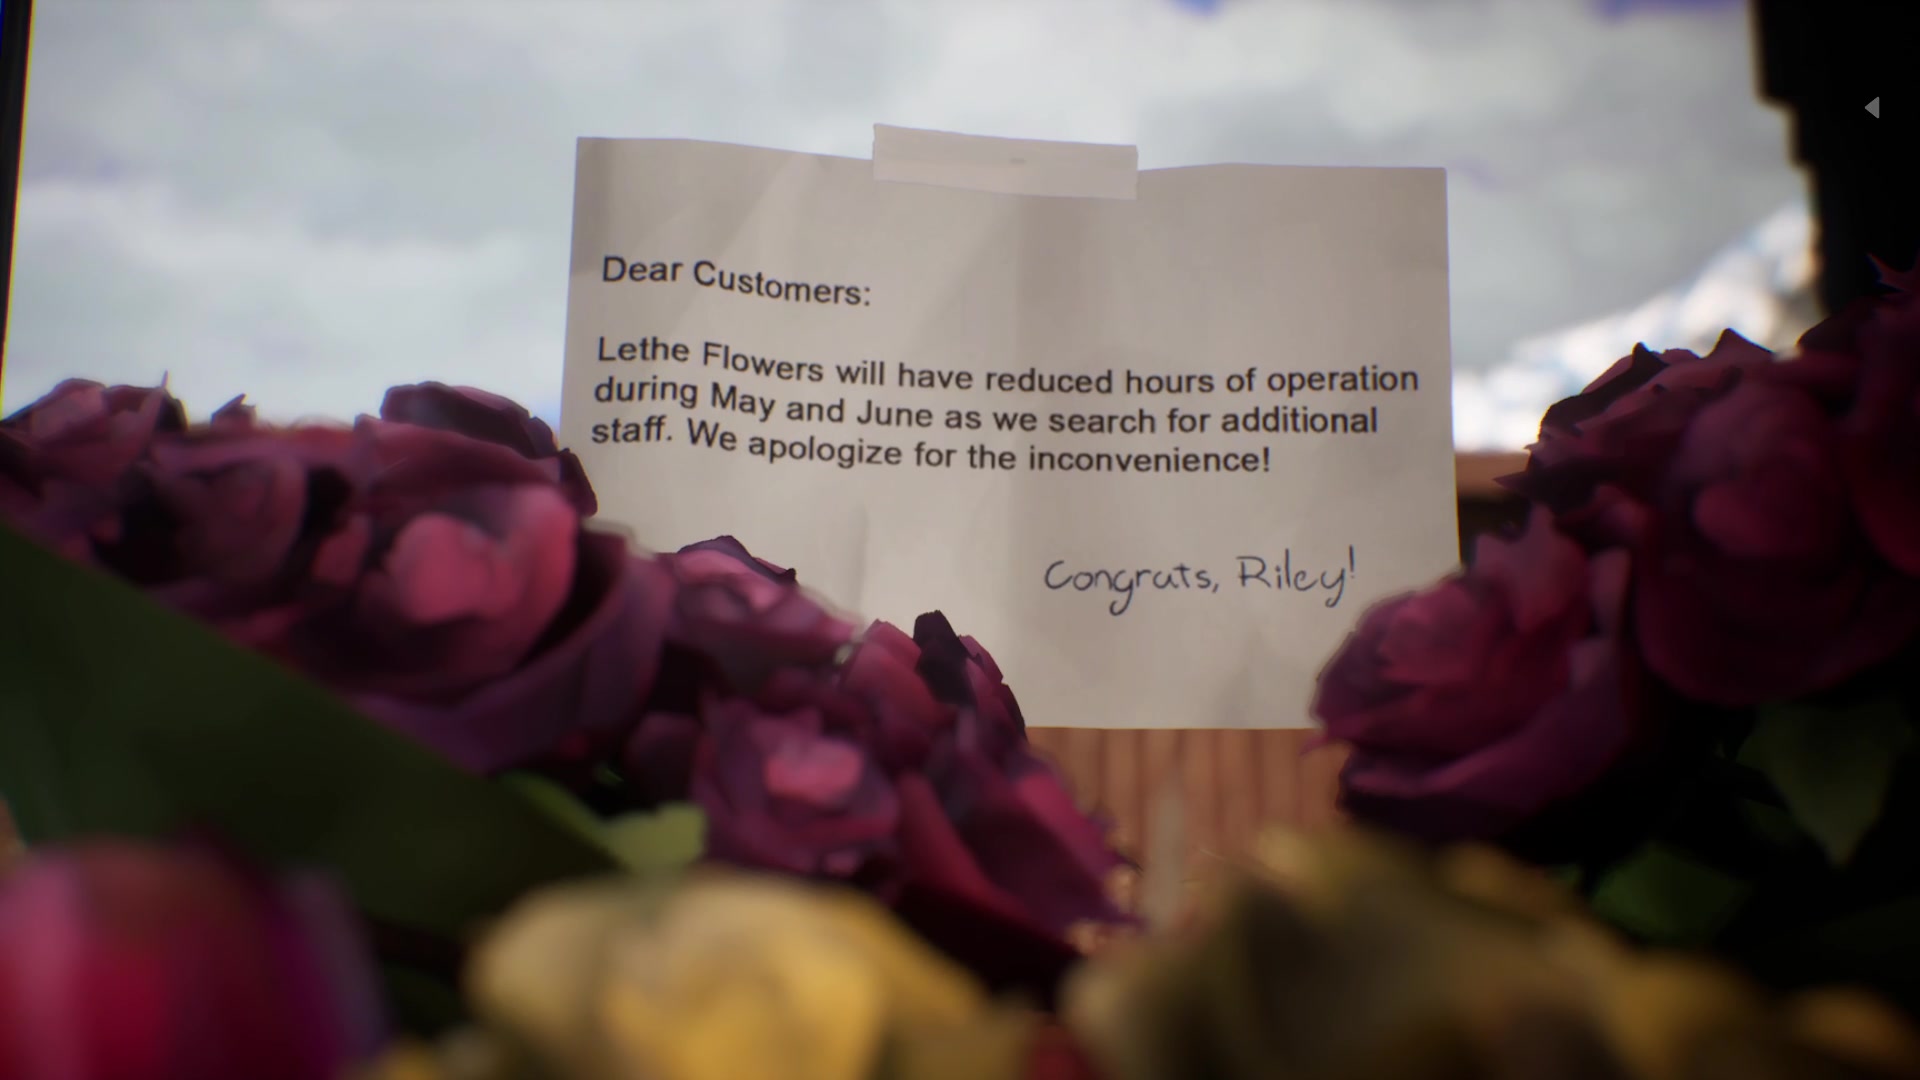 Dear Customers:
Lethe Flowers will have reduced hours of operation
during May and June as we search for additional
staff. We apologize for the inconvenience!
Congrats, Riley!